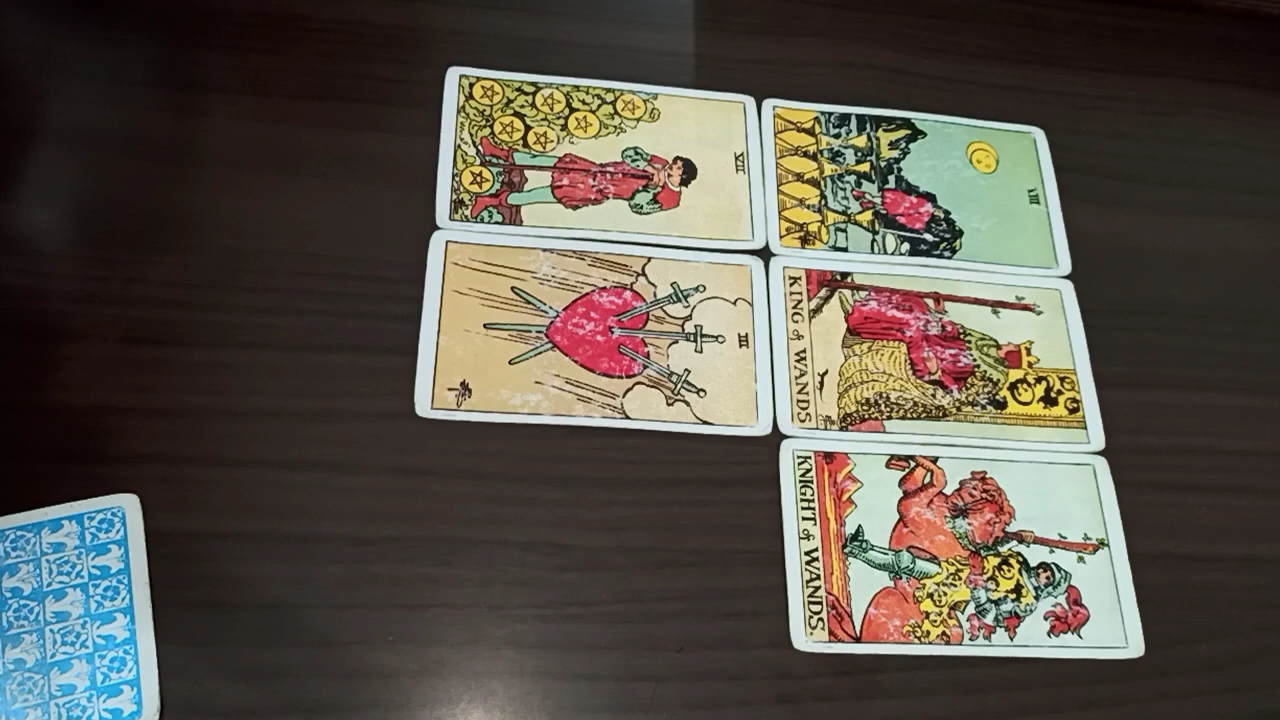 VII
VIII
III
KING of WANDS
KNIGHT of WANDS.